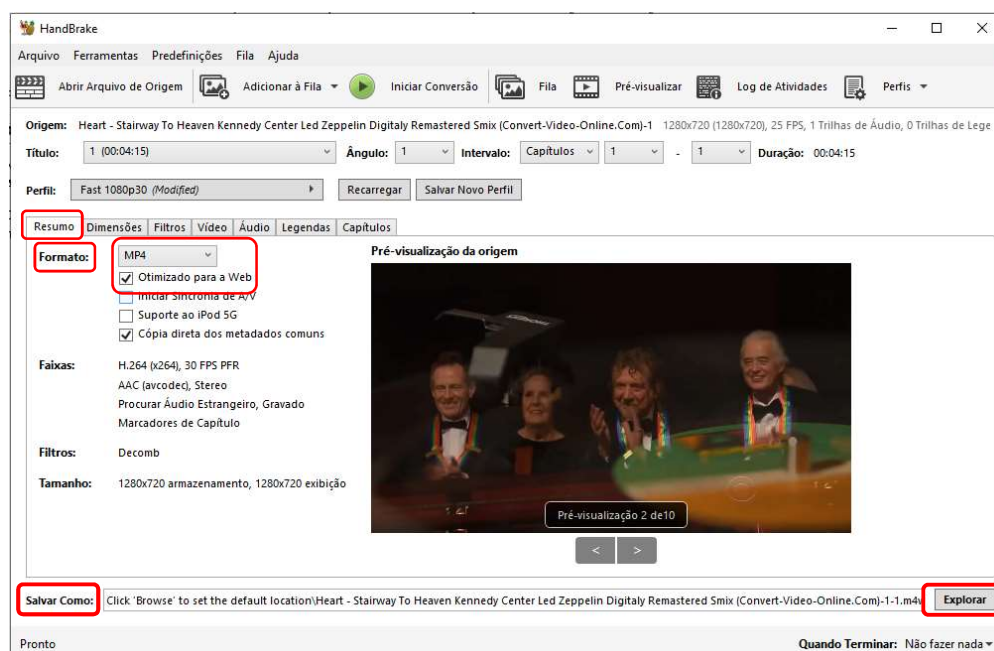 HandBrake
Arquivo Ferramentas Predefinições Fila Ajuda
Abrir Arquivo de Origem Adicionar à Fila Iniciar Conversão Fila Pré-visualizar Log de Atividades Perfis
Origem: Heart - Stairway To Heaven Kennedy Center Led Zeppelin Digitaly Remastered Smix (Convert-Video-Online.Com)-1 1280x720 (1280x720), 25 FPS, 1 Trilhas de Áudio, 0 Trilhas de Lege
Título: 1 (00:04:15) Ângulo: 1 Intervalo: Capítulos 1 - 1 Duração: 00:04:15
Perfil: Fast 1080p30 (Modified) Recarregar Salvar Novo Perfil
Resumo Dimensões Filtros Vídeo Áudio Legendas Capítulos
Formato: MP4 Pré-visualização da origem
Otimizado para a Web
Iniciar Sincronia de A/V
Suporte ao iPod 5G
Cópia direta dos metadados comuns
Faixas: H.264 (x264), 30 FPS PFR
AAC (avcodec), Stereo
Procurar Áudio Estrangeiro, Gravado
Marcadores de Capítulo
Filtros: Decomb
Tamanho: 1280x720 armazenamento, 1280x720 exibição
Pré-visualização 2 de10
< >
Salvar Como: Click 'Browse' to set the default location\Heart - Stairway To Heaven Kennedy Center Led Zeppelin Digitaly Remastered Smix (Convert-Video-Online.Com)-1-1.m4v Explorar
Pronto Quando Terminar: Não fazer nada